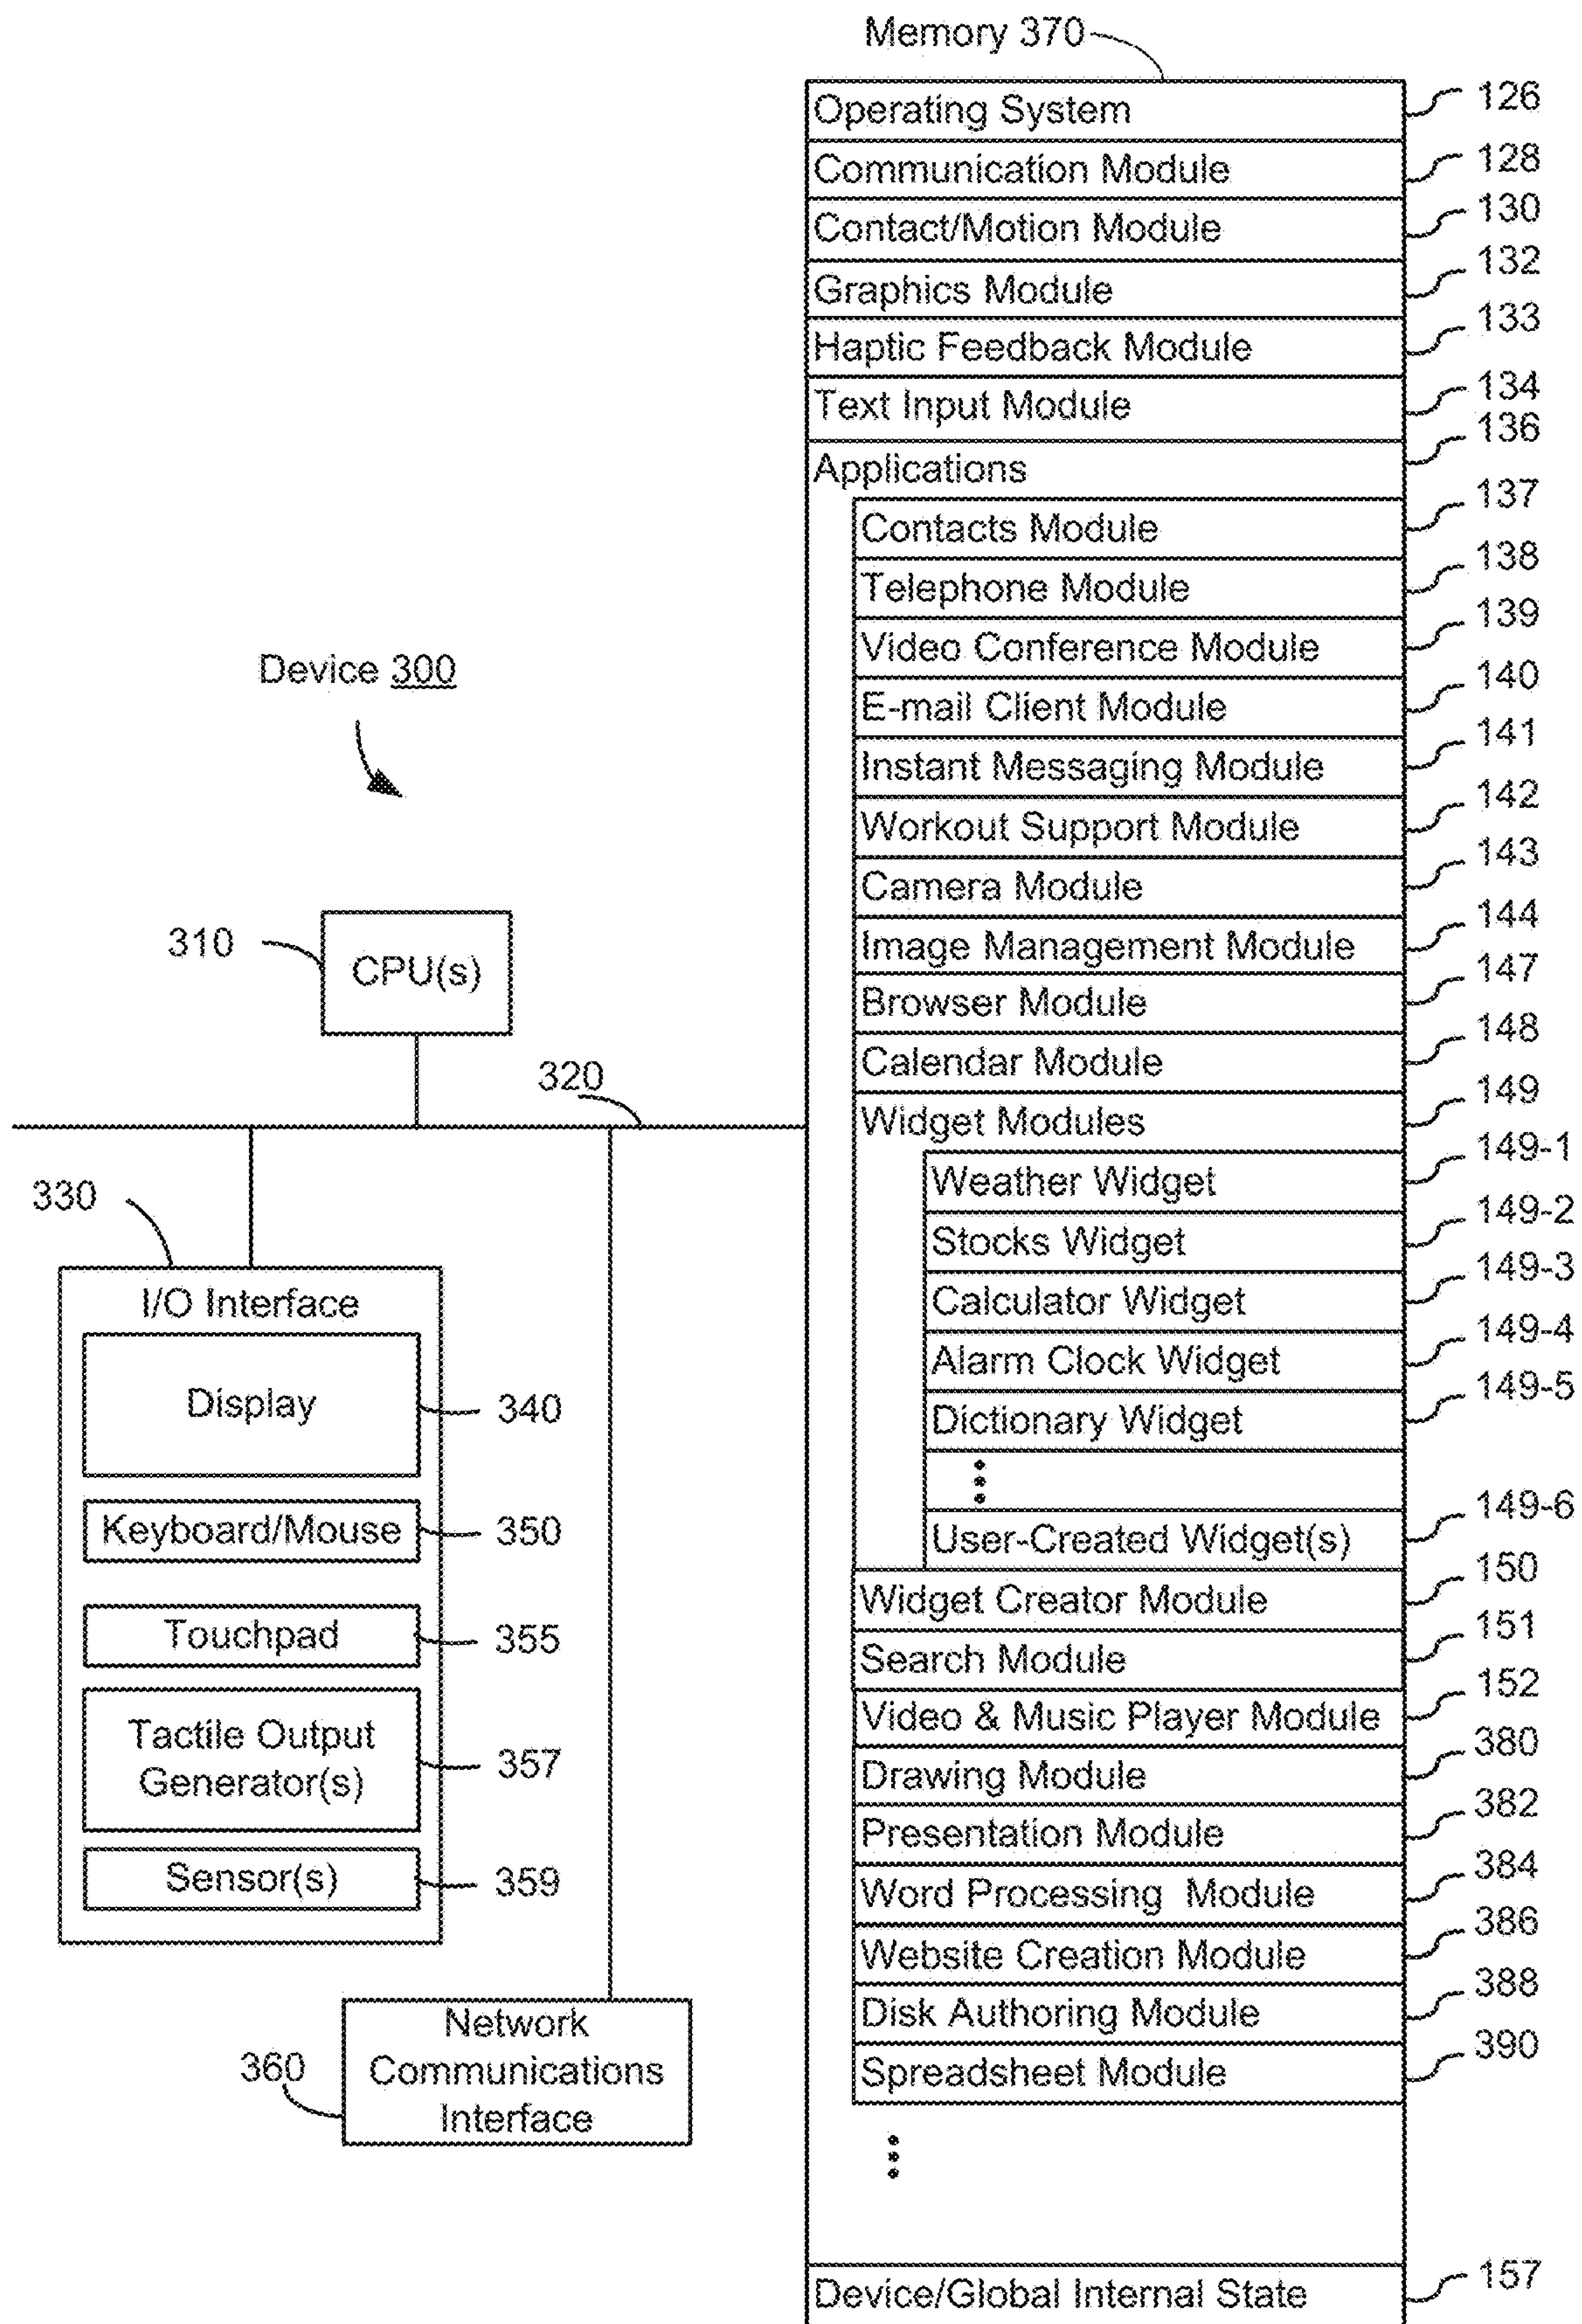 Memory 370
Operating System 126
Communication Module 128
Contact/Motion Module 130
Graphics Module 132
Haptic Feedback Module 133
Text Input Module 134
Applications 136
Contacts Module 137
Telephone Module 138
Video Conference Module 139
E-mail Client Module 140
Instant Messaging Module 141
Workout Support Module 142
Camera Module 143
Image Management Module 144
Browser Module 147
Calendar Module 148
Widget Modules 149
Weather Widget 149-1
Stocks Widget 149-2
Calculator Widget 149-3
Alarm Clock Widget 149-4
Dictionary Widget 149-5
User-Created Widget(s) 149-6
Widget Creator Module 150
Search Module 151
Video & Music Player Module 152
Drawing Module 380
Presentation Module 382
Word Processing Module 384
Website Creation Module 386
Disk Authoring Module 388
Spreadsheet Module 390
Device/Global Internal State 157
Device 300
310
CPU(s)
320
330
I/O Interface
Display 340
Keyboard/Mouse 350
Touchpad 355
Tactile Output
Generator(s) 357
Sensor(s) 359
360
Network
Communications
Interface